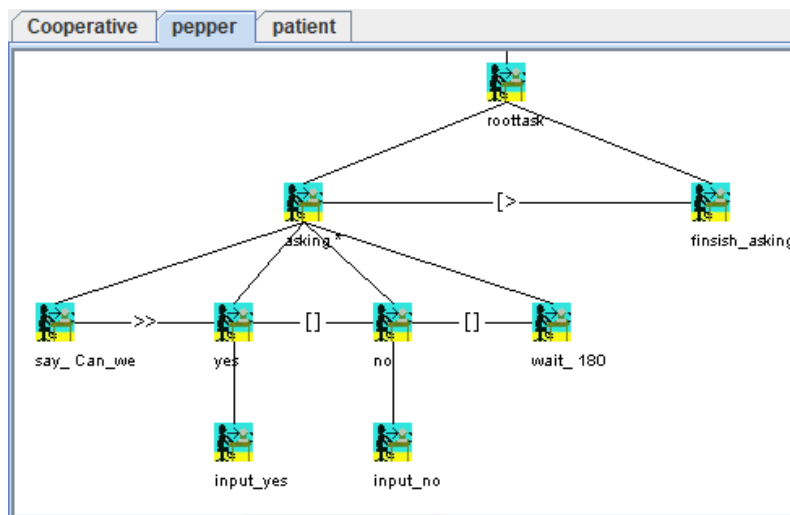 Cooperative pepper patient
roottask
[>
asking * finsish_asking
>> [] []
say_ Can_we yes no wait_ 180
input_yes input_no